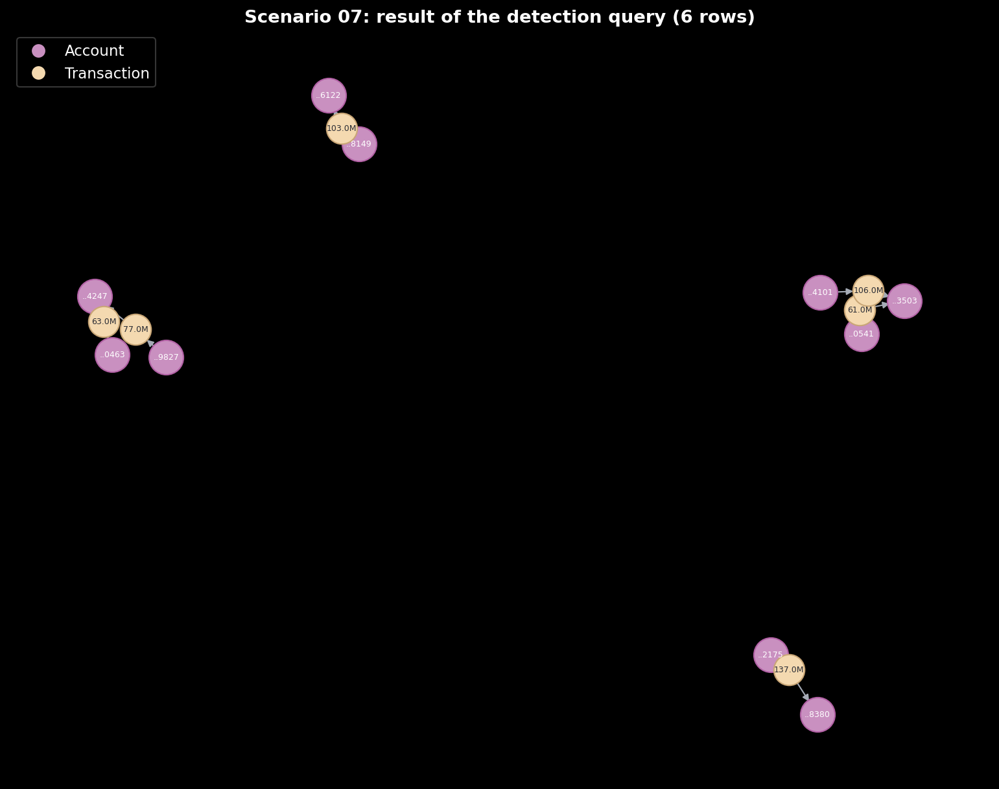 Scenario 07: result of the detection query (6 rows)
Account
Transaction
..6122
103.0M
..8149
..4247
63.0M
77.0M
..0463
..9827
..4101
106.0M
..3503
61.0M
..0541
..2175
137.0M
..8380